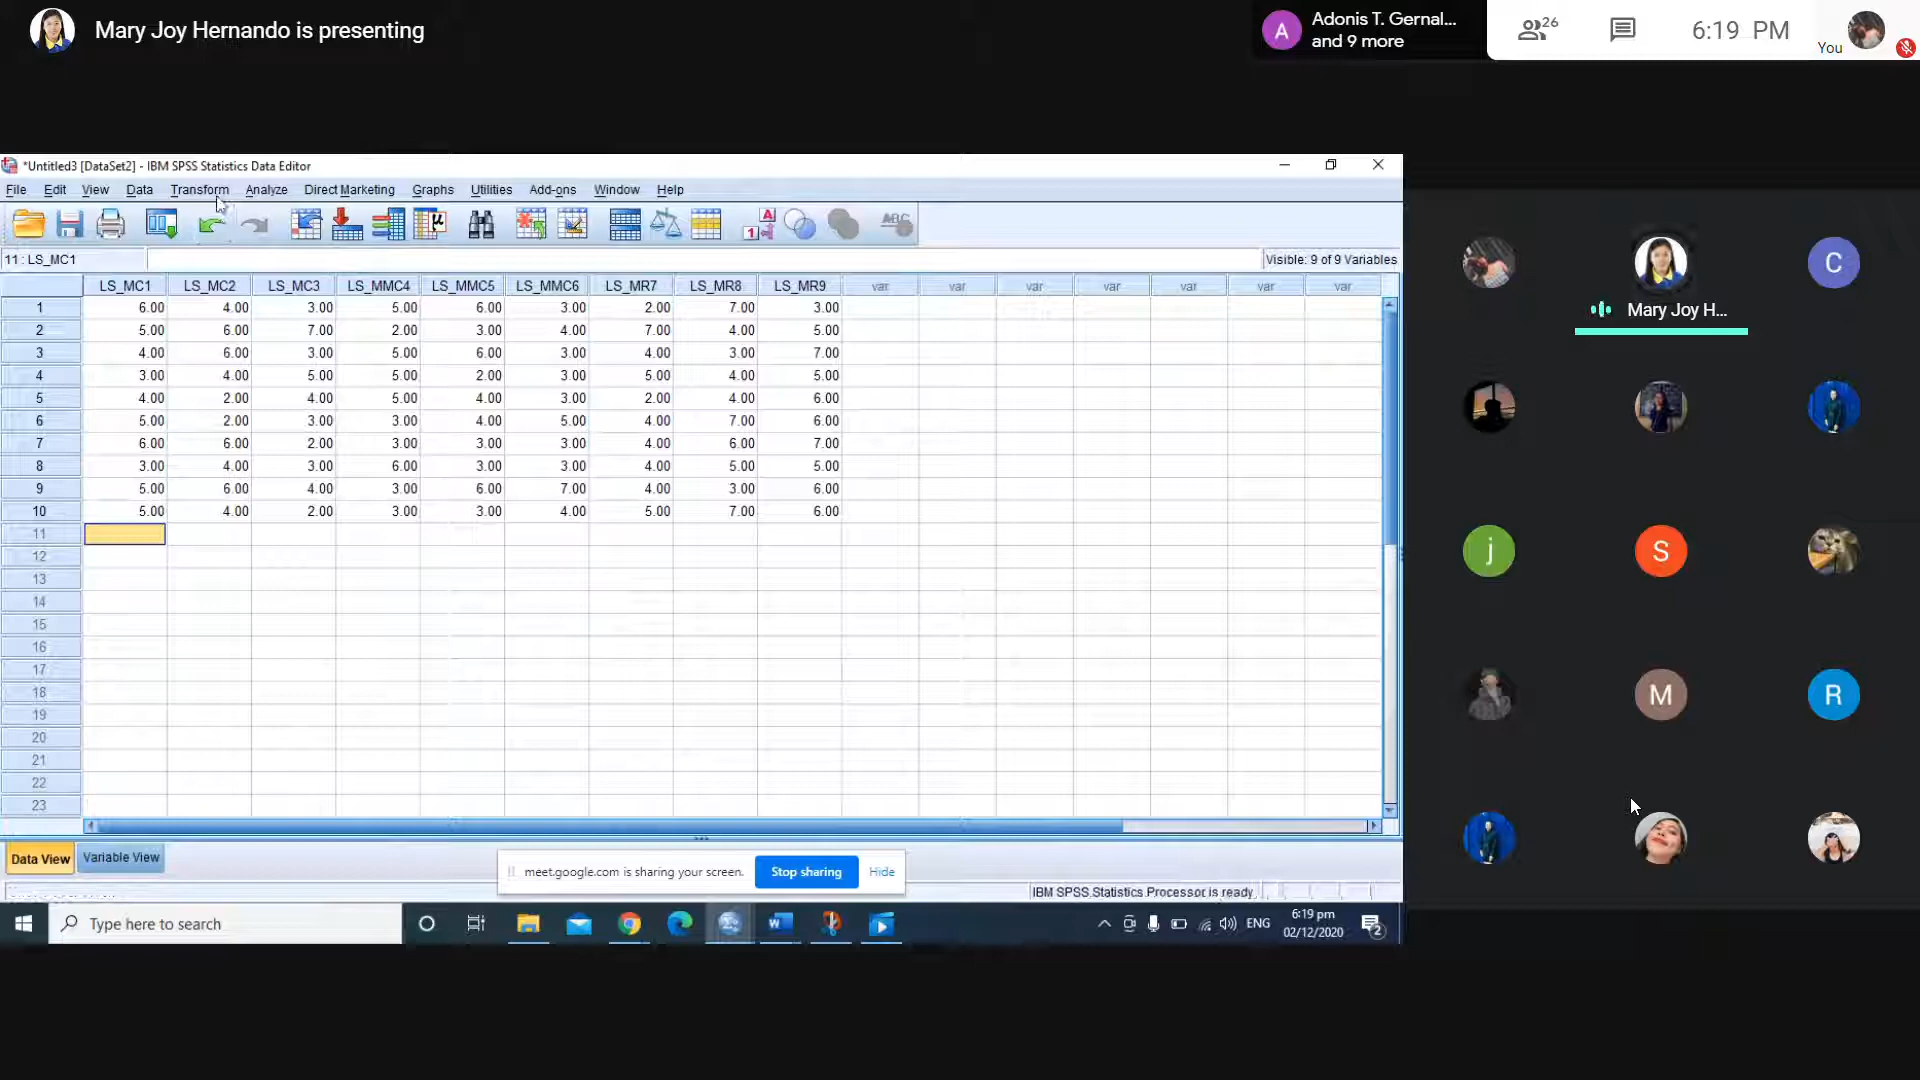 Mary Joy Hernando is presenting
A
Adonis T. Gernal...
and 9 more
26
6:19 PM
You
*Untitled3 [DataSet2] - IBM SPSS Statistics Data Editor
File Edit View Data Transform Analyze Direct Marketing Graphs Utilities Add-ons Window Help
11 : LS_MC1
Visible: 9 of 9 Variables
LS_MC1 LS_MC2 LS_MC3 LS_MMC4 LS_MMC5 LS_MMC6 LS_MR7 LS_MR8 LS_MR9 var var var var var var var
1 6.00 4.00 3.00 5.00 6.00 3.00 2.00 7.00 3.00
2 5.00 6.00 7.00 2.00 3.00 4.00 7.00 4.00 5.00
3 4.00 6.00 3.00 5.00 6.00 3.00 4.00 3.00 7.00
4 3.00 4.00 5.00 5.00 2.00 3.00 5.00 4.00 5.00
5 4.00 2.00 4.00 5.00 4.00 3.00 2.00 4.00 6.00
6 5.00 2.00 3.00 3.00 4.00 5.00 4.00 7.00 6.00
7 6.00 6.00 2.00 3.00 3.00 3.00 4.00 6.00 7.00
8 3.00 4.00 3.00 6.00 3.00 3.00 4.00 5.00 5.00
9 5.00 6.00 4.00 3.00 6.00 7.00 4.00 3.00 6.00
10 5.00 4.00 2.00 3.00 3.00 4.00 5.00 7.00 6.00
11
12
13
14
15
16
17
18
19
20
21
22
23
Data View Variable View
meet.google.com is sharing your screen. Stop sharing Hide
IBM SPSS Statistics Processor is ready
Type here to search
ENG
6:19 pm
02/12/2020
2
C
Mary Joy H...
j
S
M
R